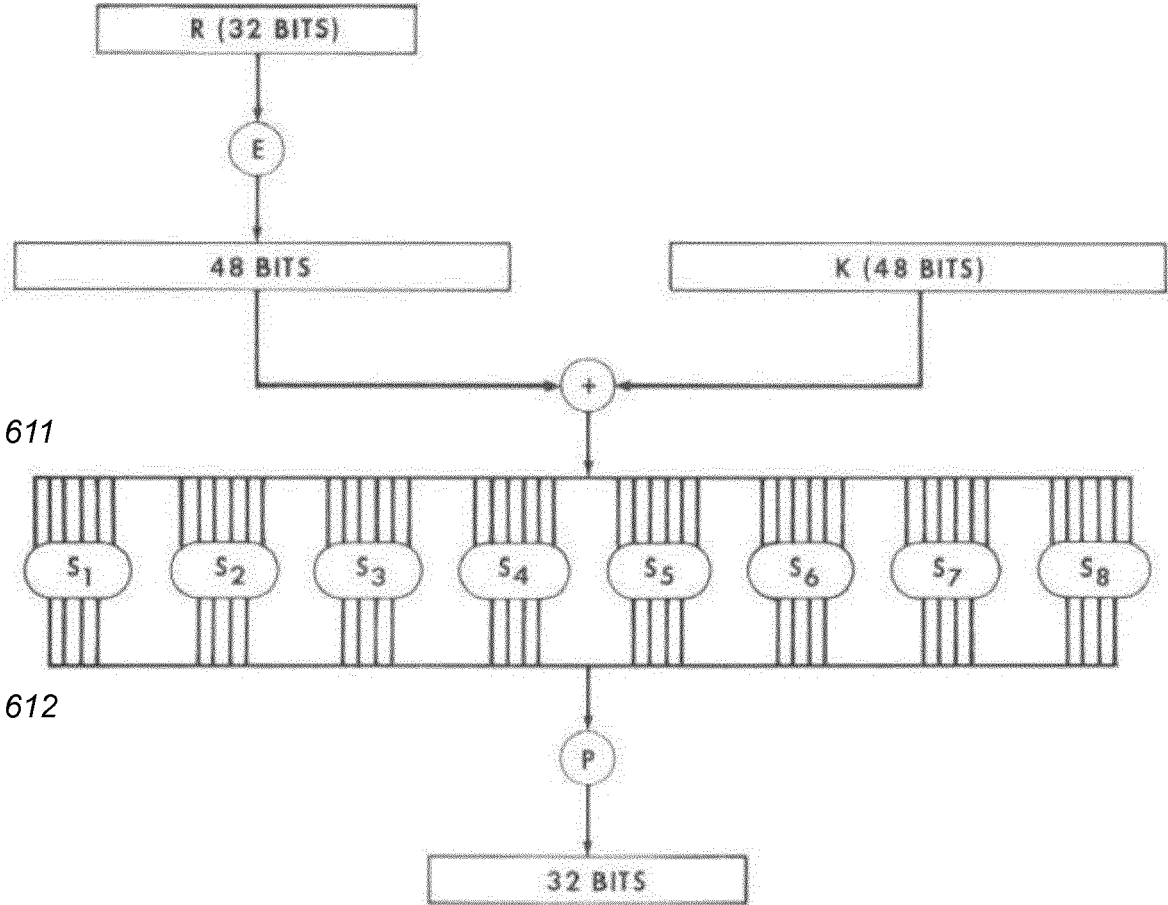 R (32 BITS)
E
48 BITS
K (48 BITS)
+
611
S1 S2 S3 S4 S5 S6 S7 S8
612
P
32 BITS